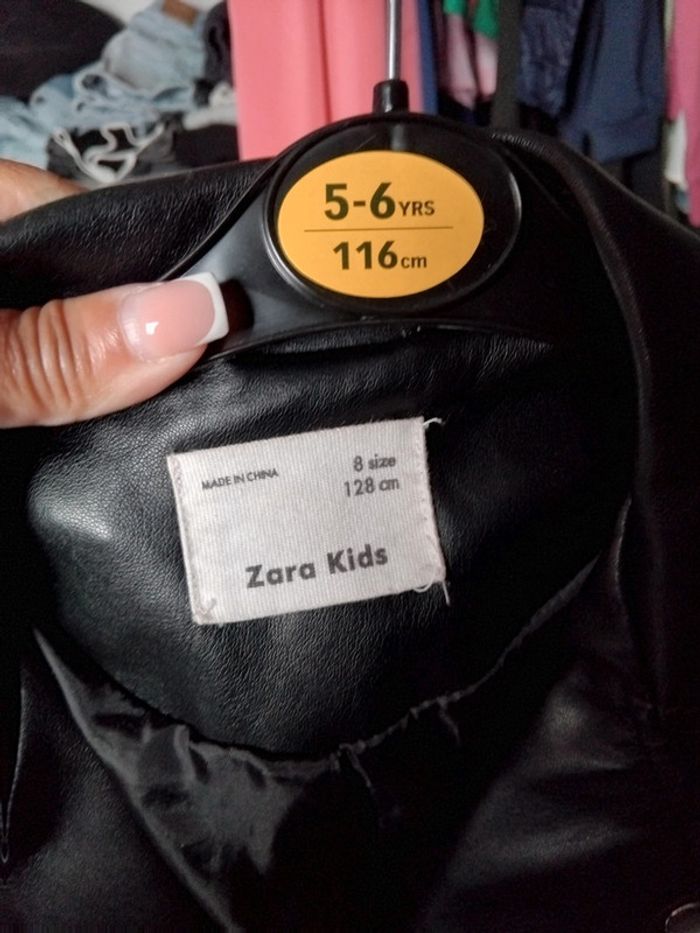 5-6 YRS
116 cm
MADE IN CHINA
8 size
128 cm
Zara Kids